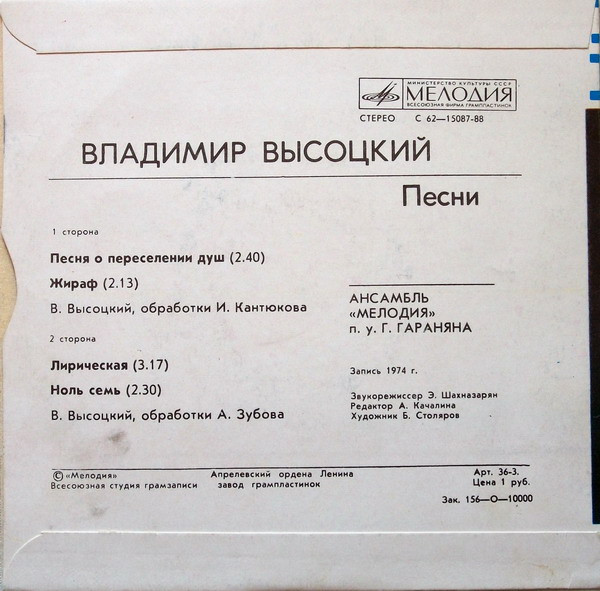 МИНИСТЕРСТВО КУЛЬТУРЫ СССР
МЕЛОДИЯ
ВСЕСОЮЗНАЯ ФИРМА ГРАМПЛАСТИНОК
СТЕРЕО С 62—15087-88
ВЛАДИМИР ВЫСОЦКИЙ
Песни
1 сторона
Песня о переселении душ (2.40)
Жираф (2.13)
В. Высоцкий, обработки И. Кантюкова
2 сторона
Лирическая (3.17)
Ноль семь (2.30)
В. Высоцкий, обработки А. Зубова
АНСАМБЛЬ
«МЕЛОДИЯ»
п. у. Г. ГАРАНЯНА
Запись 1974 г.
Звукорежиссер Э. Шахназарян
Редактор А. Качалина
Художник Б. Столяров
© «Мелодия»
Всесоюзная студия грамзаписи
Апрелевский ордена Ленина
завод грампластинок
Арт. 36-3.
Цена 1 руб.
Зак. 156—О—10000